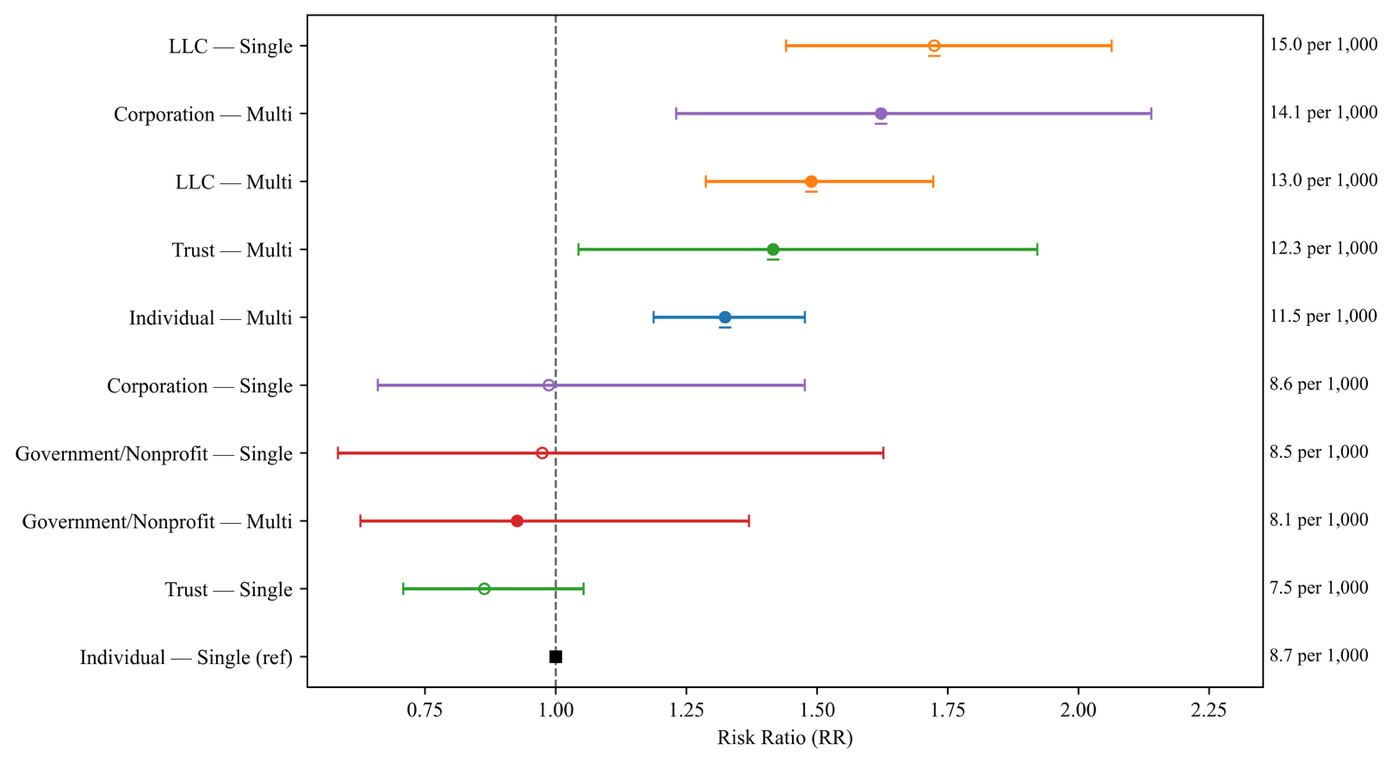 LLC — Single 15.0 per 1,000
Corporation — Multi 14.1 per 1,000
LLC — Multi 13.0 per 1,000
Trust — Multi 12.3 per 1,000
Individual — Multi 11.5 per 1,000
Corporation — Single 8.6 per 1,000
Government/Nonprofit — Single 8.5 per 1,000
Government/Nonprofit — Multi 8.1 per 1,000
Trust — Single 7.5 per 1,000
Individual — Single (ref) 8.7 per 1,000
0.75 1.00 1.25 1.50 1.75 2.00 2.25
Risk Ratio (RR)